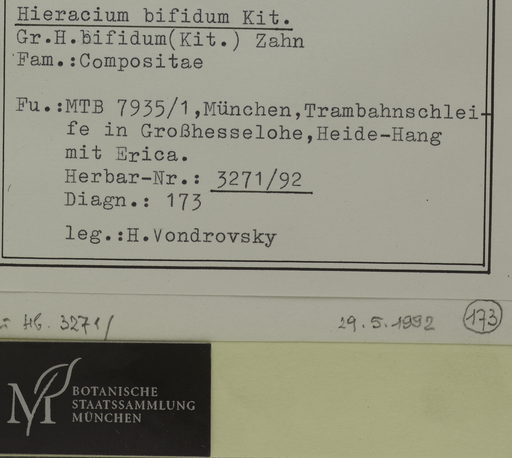 Hieracium bifidum Kit.
Gr.H.bifidum(Kit.) Zahn
Fam.:Compositae
Fu.:MTB 7935/1,München,Trambahnschlei-
fe in Großhesselohe,Heide-Hang
mit Erica.
Herbar-Nr.: 3271/92
Diagn.: 173
leg.:H.Vondrovsky
Hb. 3271/ 29.5.1992 173
M BOTANISCHE
STAATSSAMMLUNG
MÜNCHEN